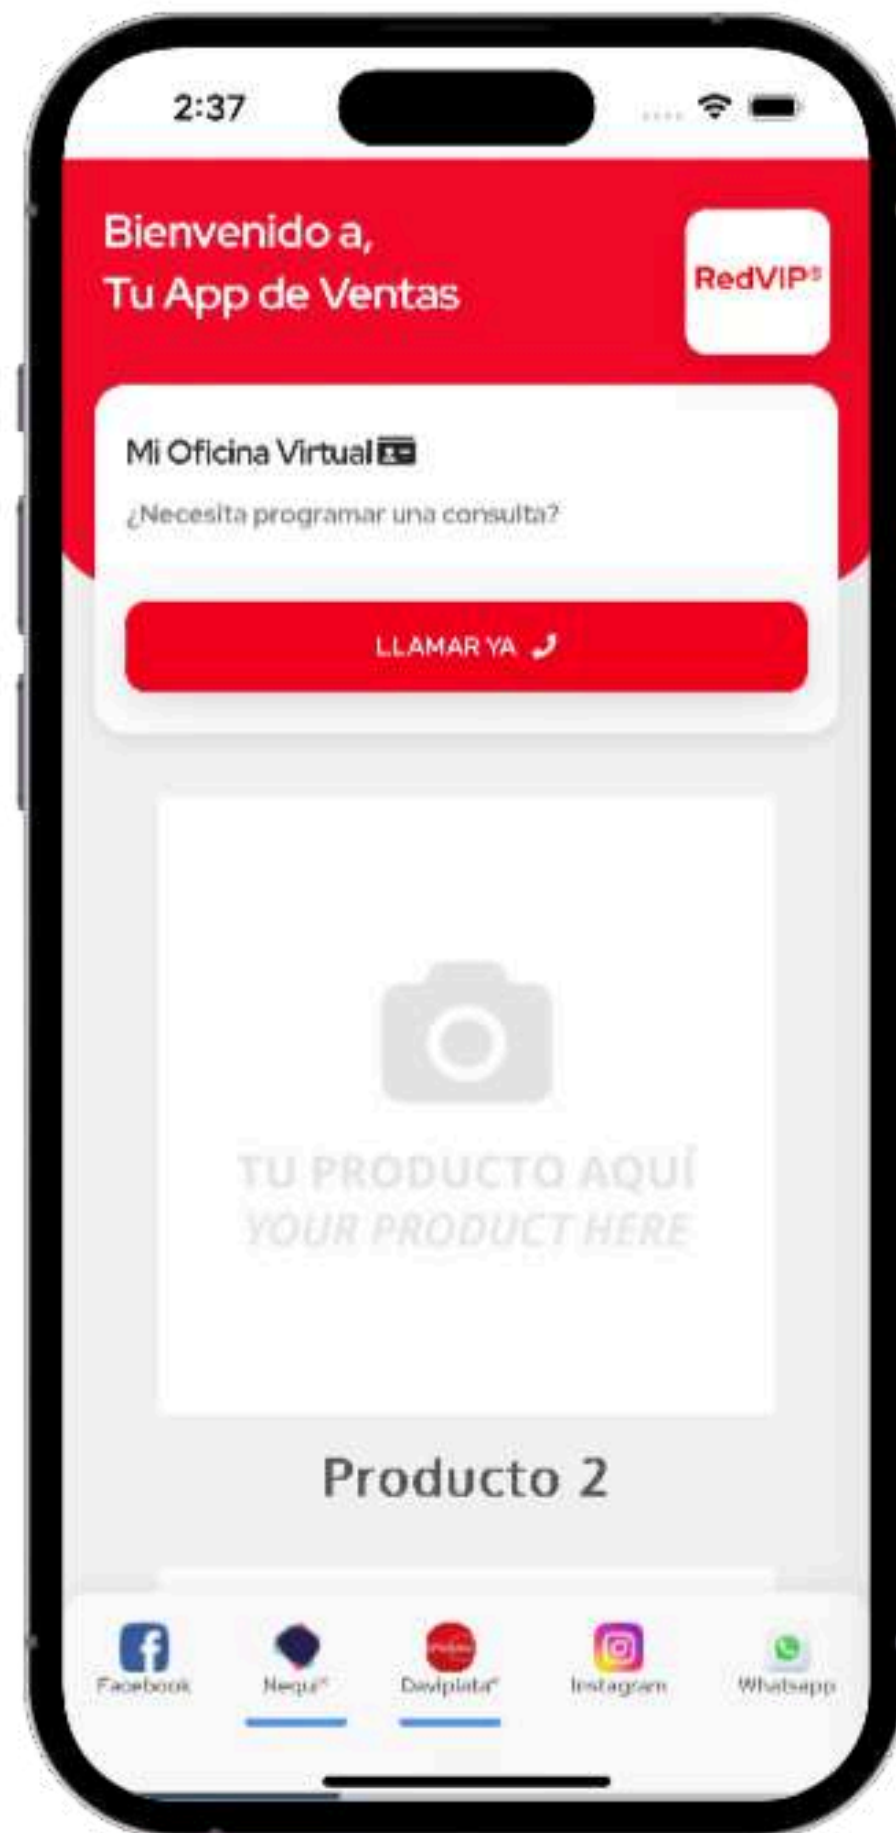 2:37
Bienvenido a,
Tu App de Ventas
RedVIP®
Mi Oficina Virtual
¿Necesita programar una consulta?
LLAMAR YA
TU PRODUCTO AQUÍ
YOUR PRODUCT HERE
Producto 2
Facebook
Nequi®
Daviplata®
Instagram
Whatsapp